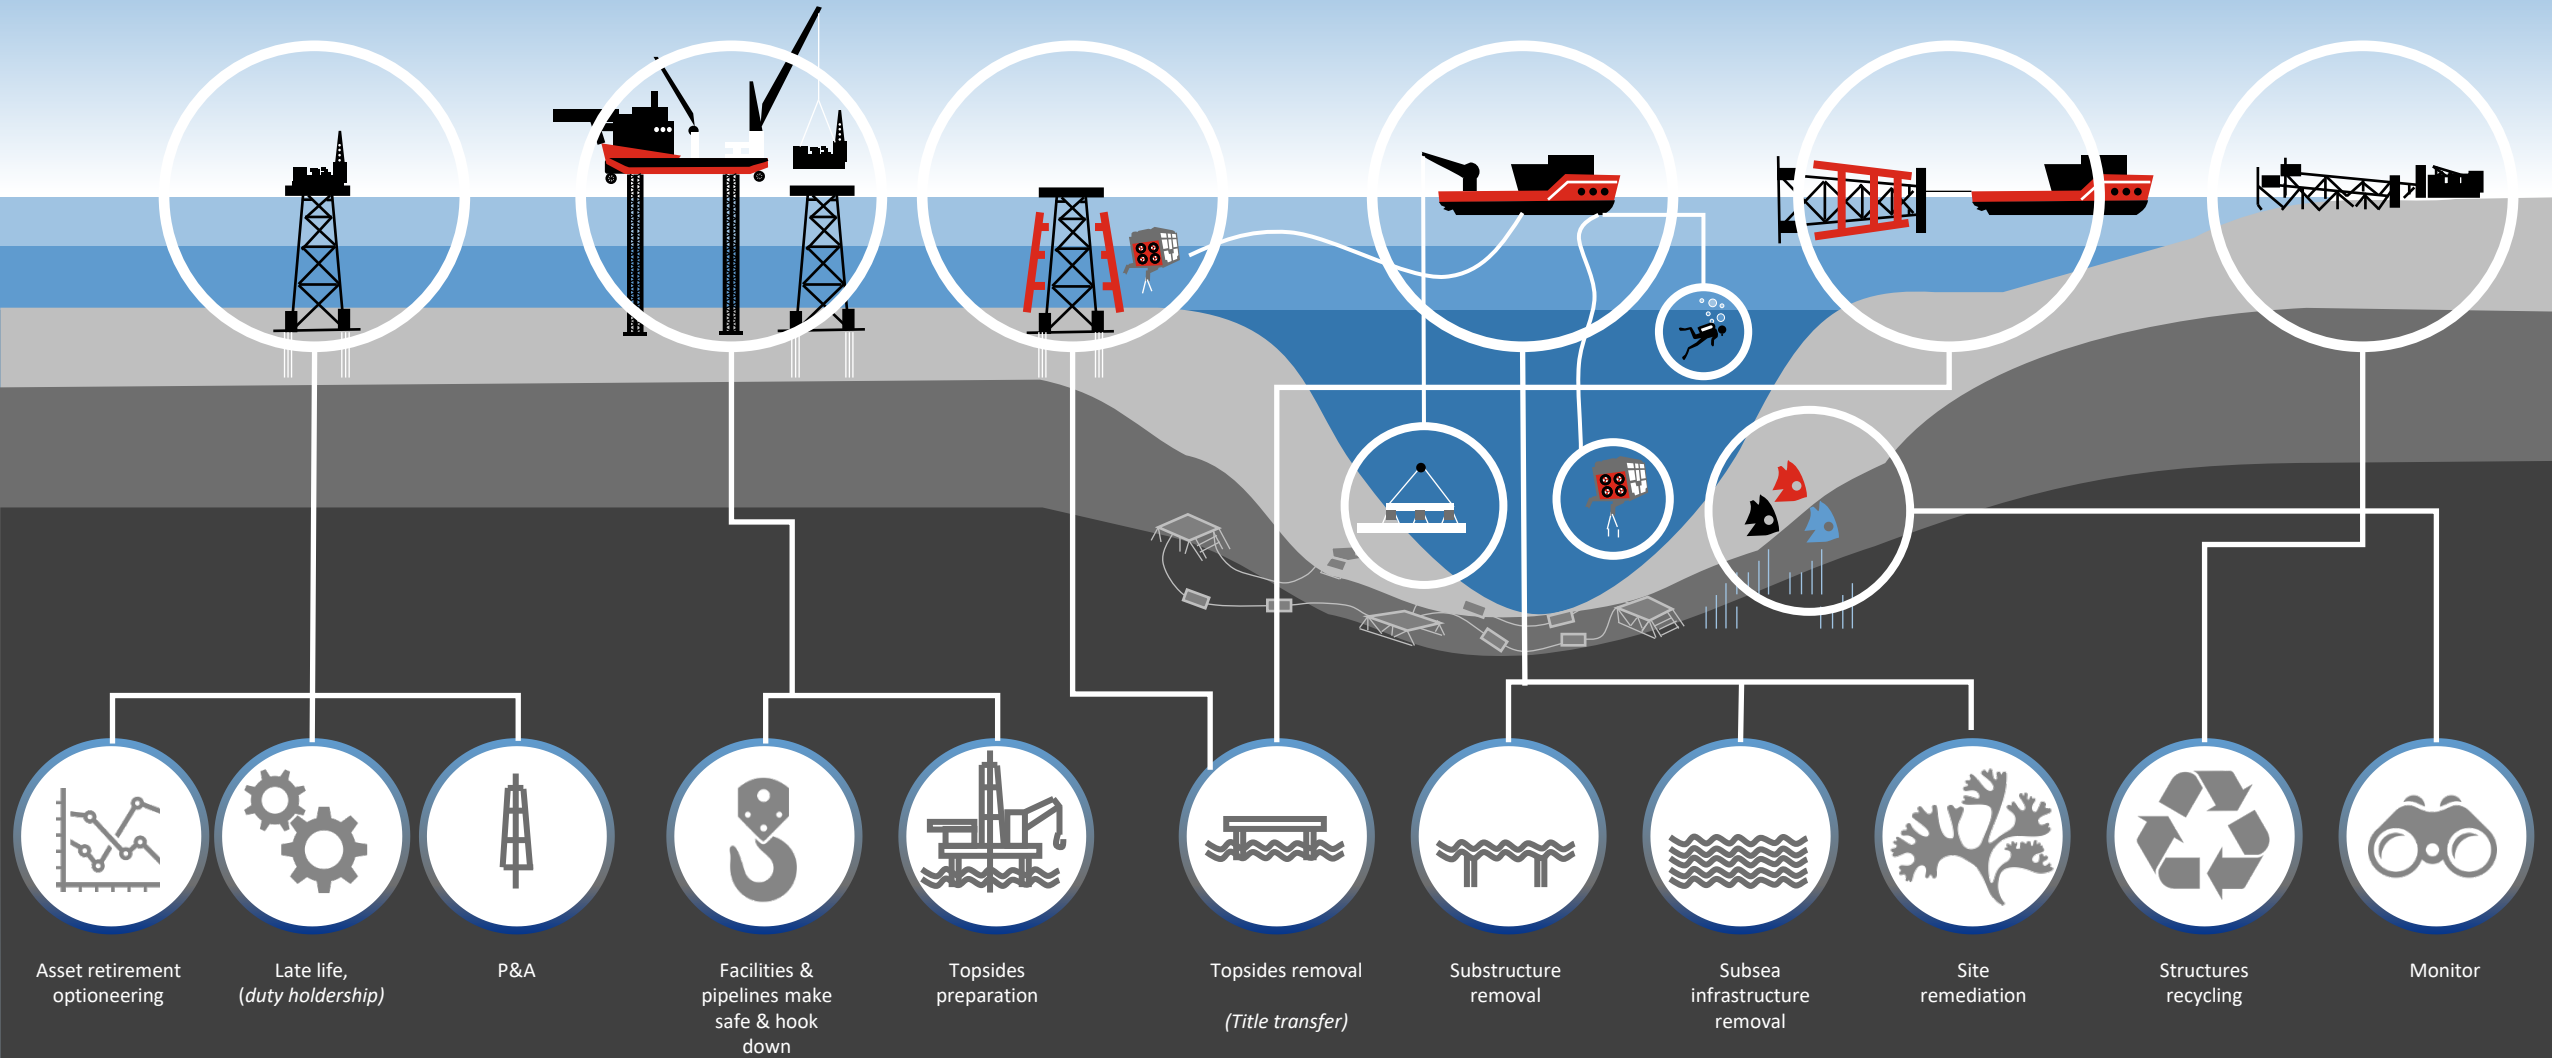 Asset retirement
optioneering
Late life,
(duty holdership)
P&A
Facilities &
pipelines make
safe & hook
down
Topsides
preparation
Topsides removal
(Title transfer)
Substructure
removal
Subsea
infrastructure
removal
Site
remediation
Structures
recycling
Monitor